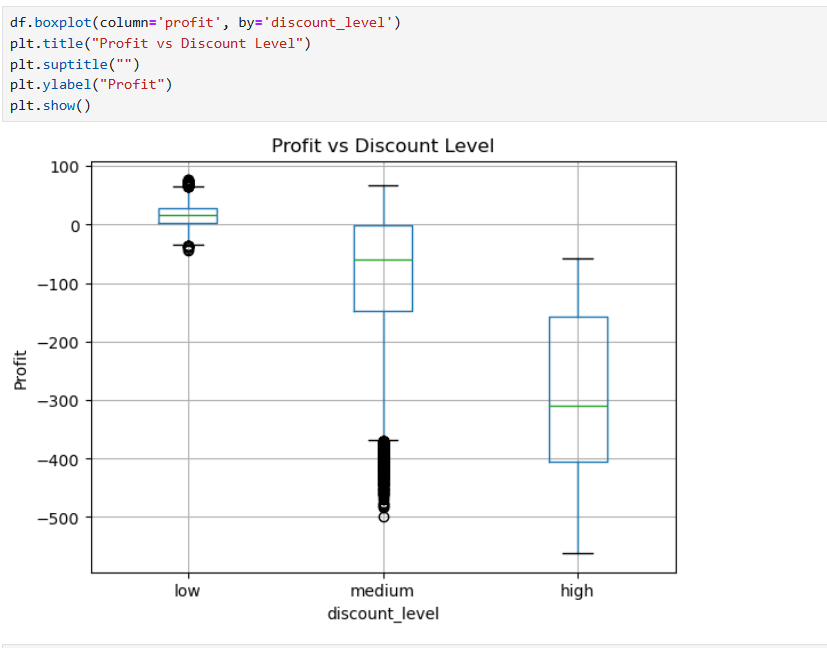 df.boxplot(column='profit', by='discount_level')
plt.title("Profit vs Discount Level")
plt.suptitle("")
plt.ylabel("Profit")
plt.show()
Profit vs Discount Level
100
0
−100
−200
−300
−400
−500
Profit
low medium high
discount_level